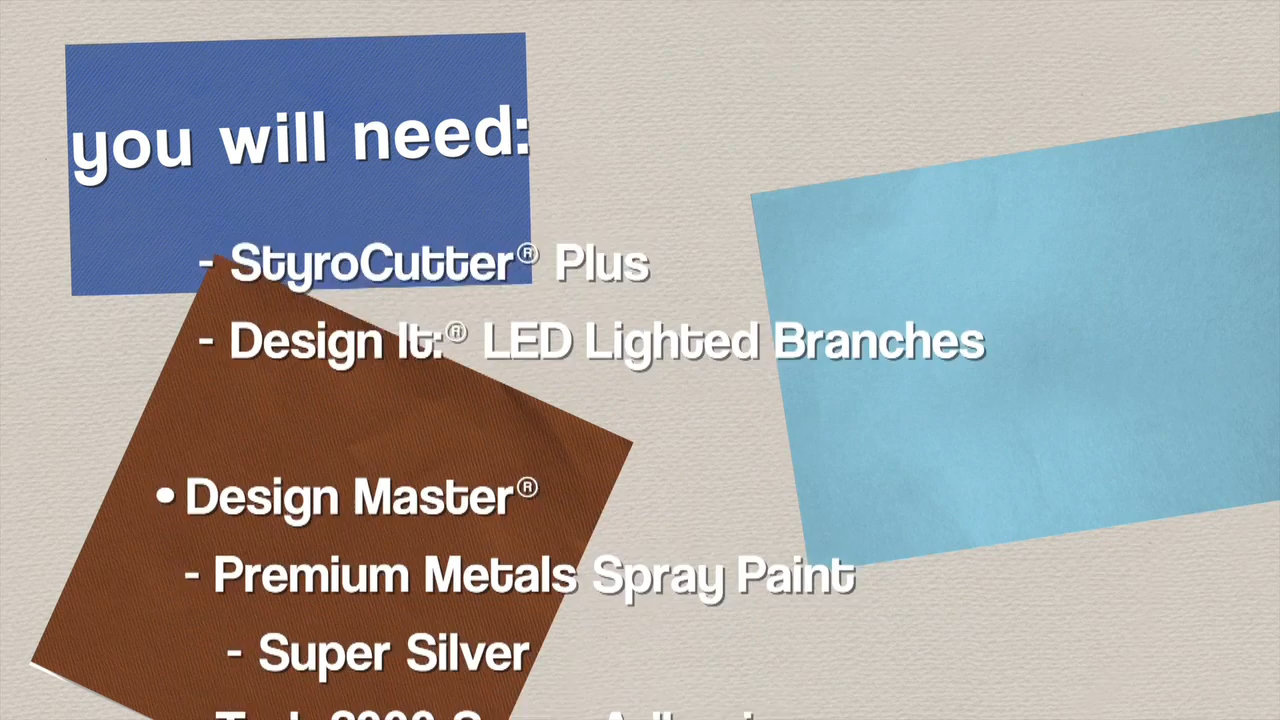 you will need:
- StyroCutter® Plus
- Design It:® LED Lighted Branches
• Design Master®
- Premium Metals Spray Paint
- Super Silver